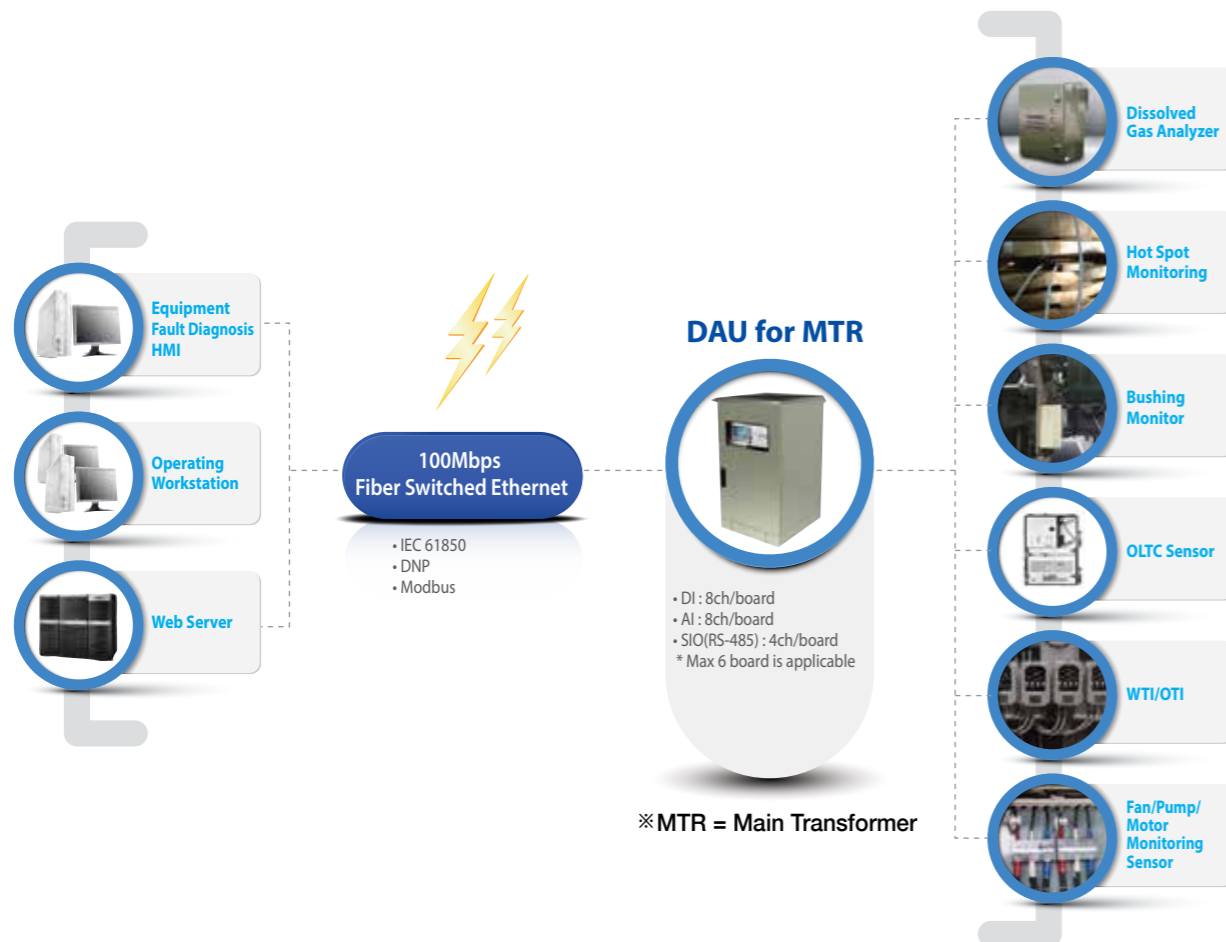 Equipment
Fault Diagnosis
HMI
Operating
Workstation
Web Server
100Mbps
Fiber Switched Ethernet
• IEC 61850
• DNP
• Modbus
DAU for MTR
• DI : 8ch/board
• AI : 8ch/board
• SIO(RS-485) : 4ch/board
* Max 6 board is applicable
※MTR = Main Transformer
Dissolved
Gas Analyzer
Hot Spot
Monitoring
Bushing
Monitor
OLTC Sensor
WTI/OTI
Fan/Pump/
Motor
Monitoring
Sensor